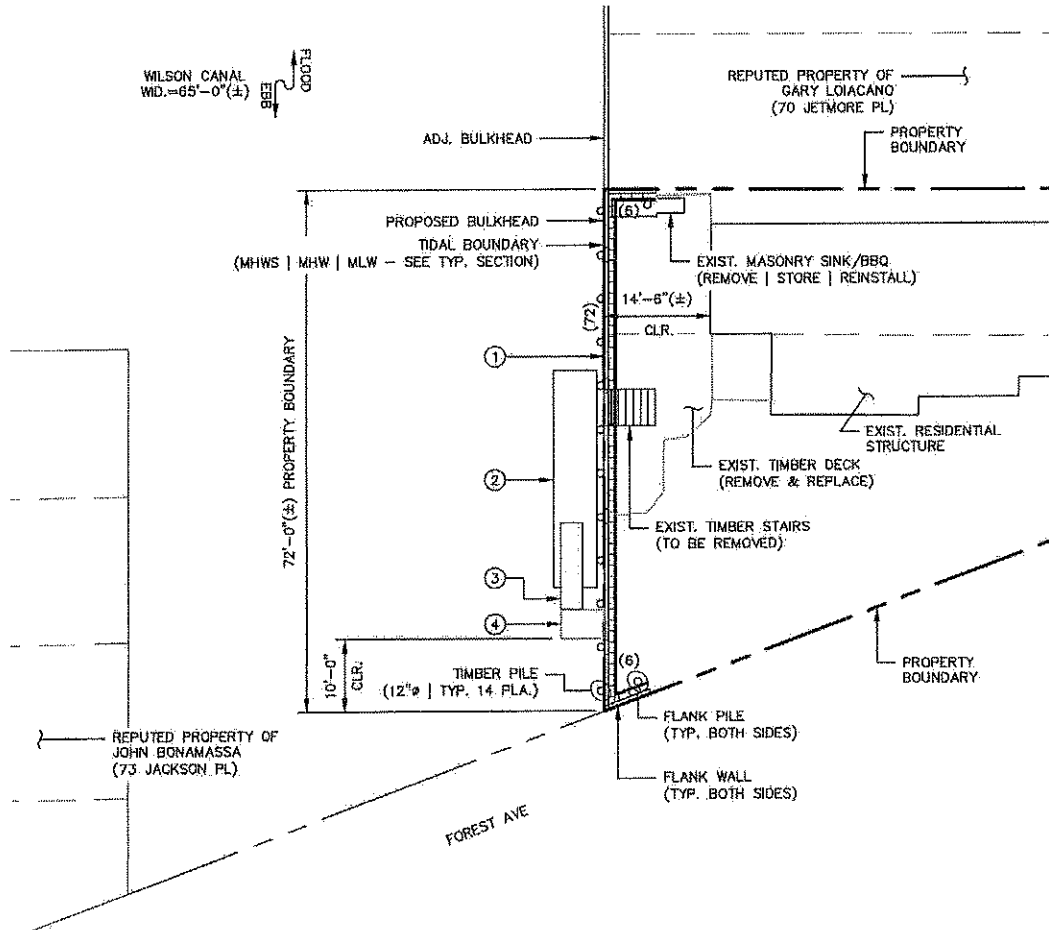 WILSON CANAL
WID.=65'-0"(±)
FLOOD
EBB
REPUTED PROPERTY OF
GARY LOIACANO
(70 JETMORE PL)
PROPERTY
BOUNDARY
ADJ. BULKHEAD
PROPOSED BULKHEAD
TIDAL BOUNDARY
(MHWS | MHW | MLW – SEE TYP. SECTION)
(6)
EXIST. MASONRY SINK/BBQ
(REMOVE | STORE | REINSTALL)
14'-6"(±)
CLR.
(72)
72'-0"(±) PROPERTY BOUNDARY
1
2
3
4
EXIST. RESIDENTIAL
STRUCTURE
EXIST. TIMBER DECK
(REMOVE & REPLACE)
EXIST. TIMBER STAIRS
(TO BE REMOVED)
10'-0"
CLR.
TIMBER PILE
(12"ø | TYP. 14 PLA.)
(6)
PROPERTY
BOUNDARY
FLANK PILE
(TYP. BOTH SIDES)
FLANK WALL
(TYP. BOTH SIDES)
REPUTED PROPERTY OF
JOHN BONAMASSA
(73 JACKSON PL)
FOREST AVE